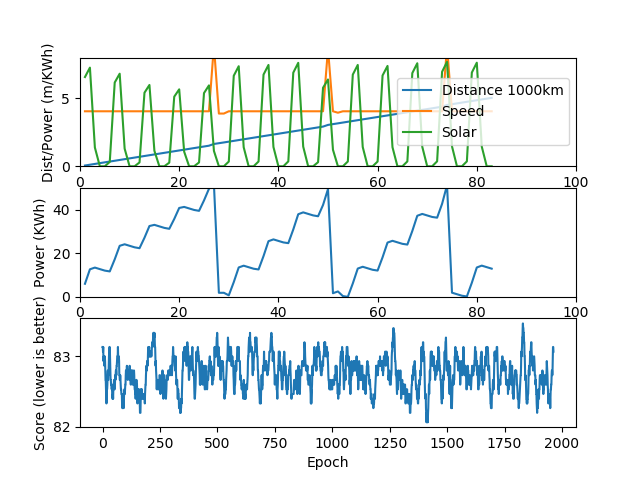 Dist/Power (m/KWh)
5
0
Distance 1000km
Speed
Solar
0 20 40 60 80 100
Power (KWh)
40
20
0
0 20 40 60 80 100
Score (lower is better)
83
82
0 250 500 750 1000 1250 1500 1750 2000
Epoch